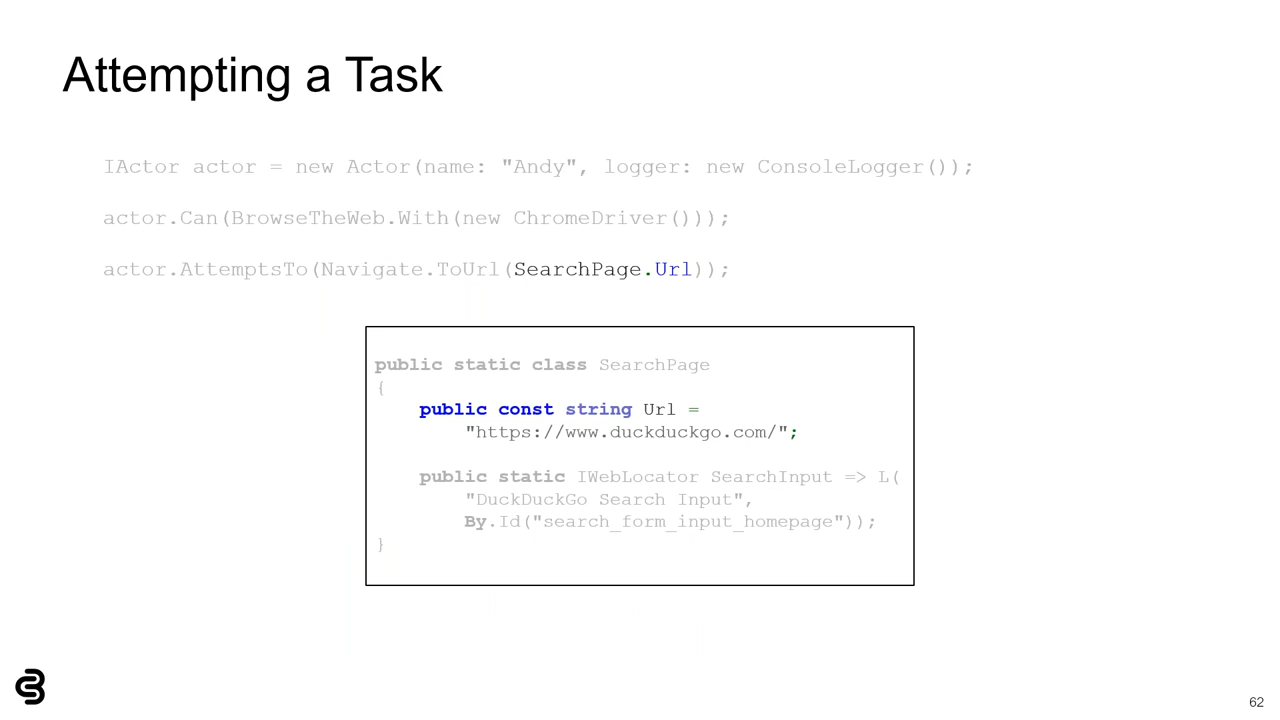 Attempting a Task
IActor actor = new Actor(name: "Andy", logger: new ConsoleLogger());
actor.Can(BrowseTheWeb.With(new ChromeDriver()));
actor.AttemptsTo(Navigate.ToUrl(SearchPage.Url));
public static class SearchPage
{
public const string Url =
"https://www.duckduckgo.com/";
public static IWebLocator SearchInput => L(
"DuckDuckGo Search Input",
By.Id("search_form_input_homepage"));
}
62